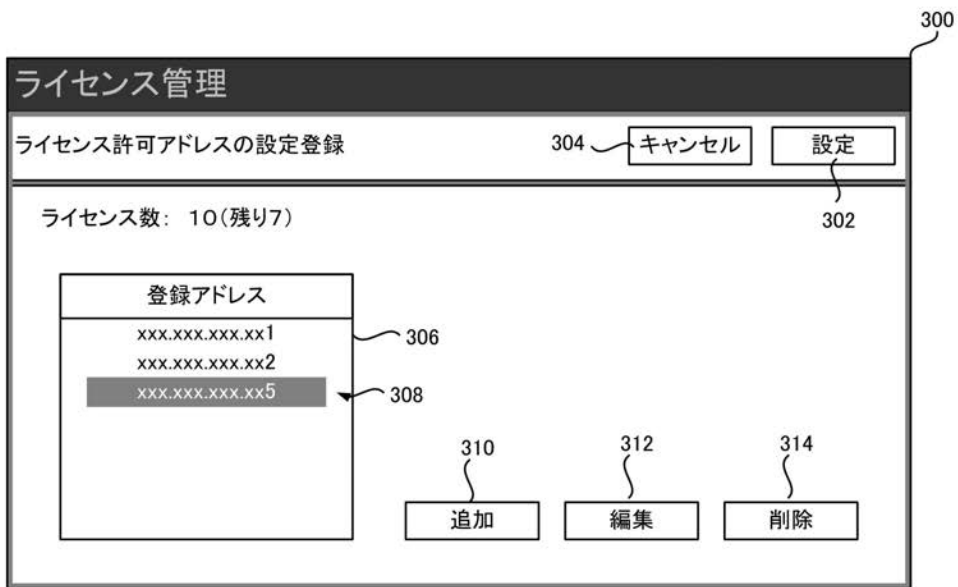 300
ライセンス管理
ライセンス許可アドレスの設定登録
304
キャンセル
設定
302
ライセンス数: 10(残り7)
登録アドレス
xxx.xxx.xxx.xx1
306
xxx.xxx.xxx.xx2
xxx.xxx.xxx.xx5
308
310
312
314
追加
編集
削除